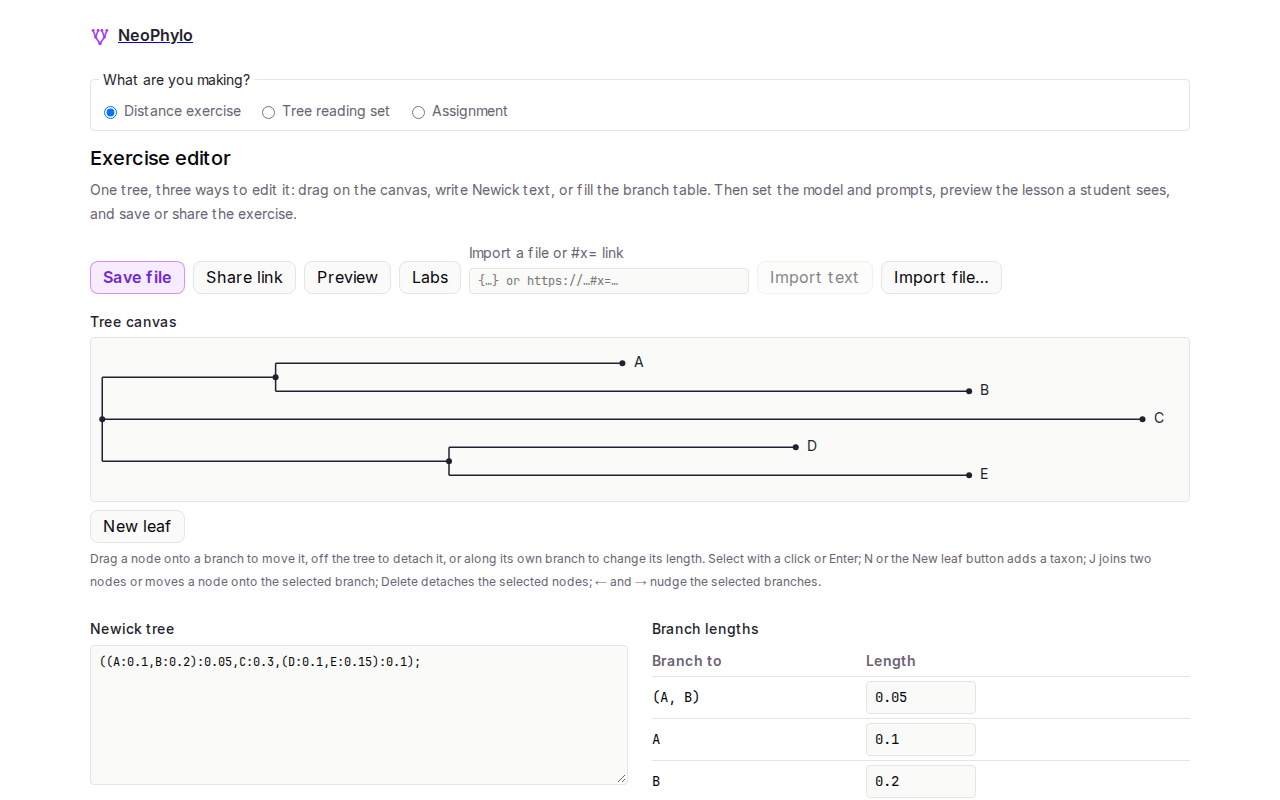 NeoPhylo
What are you making?
Distance exercise Tree reading set Assignment
Exercise editor
One tree, three ways to edit it: drag on the canvas, write Newick text, or fill the branch table. Then set the model and prompts, preview the lesson a student sees,
and save or share the exercise.
Import a file or #x= link
Save file Share link Preview Labs {…} or https://…#x=… Import text Import file…
Tree canvas
A
B
C
D
E
New leaf
Drag a node onto a branch to move it, off the tree to detach it, or along its own branch to change its length. Select with a click or Enter; N or the New leaf button adds a taxon; J joins two
nodes or moves a node onto the selected branch; Delete detaches the selected nodes; ← and → nudge the selected branches.
Newick tree
((A:0.1,B:0.2):0.05,C:0.3,(D:0.1,E:0.15):0.1);
Branch lengths
Branch to Length
(A, B) 0.05
A 0.1
B 0.2